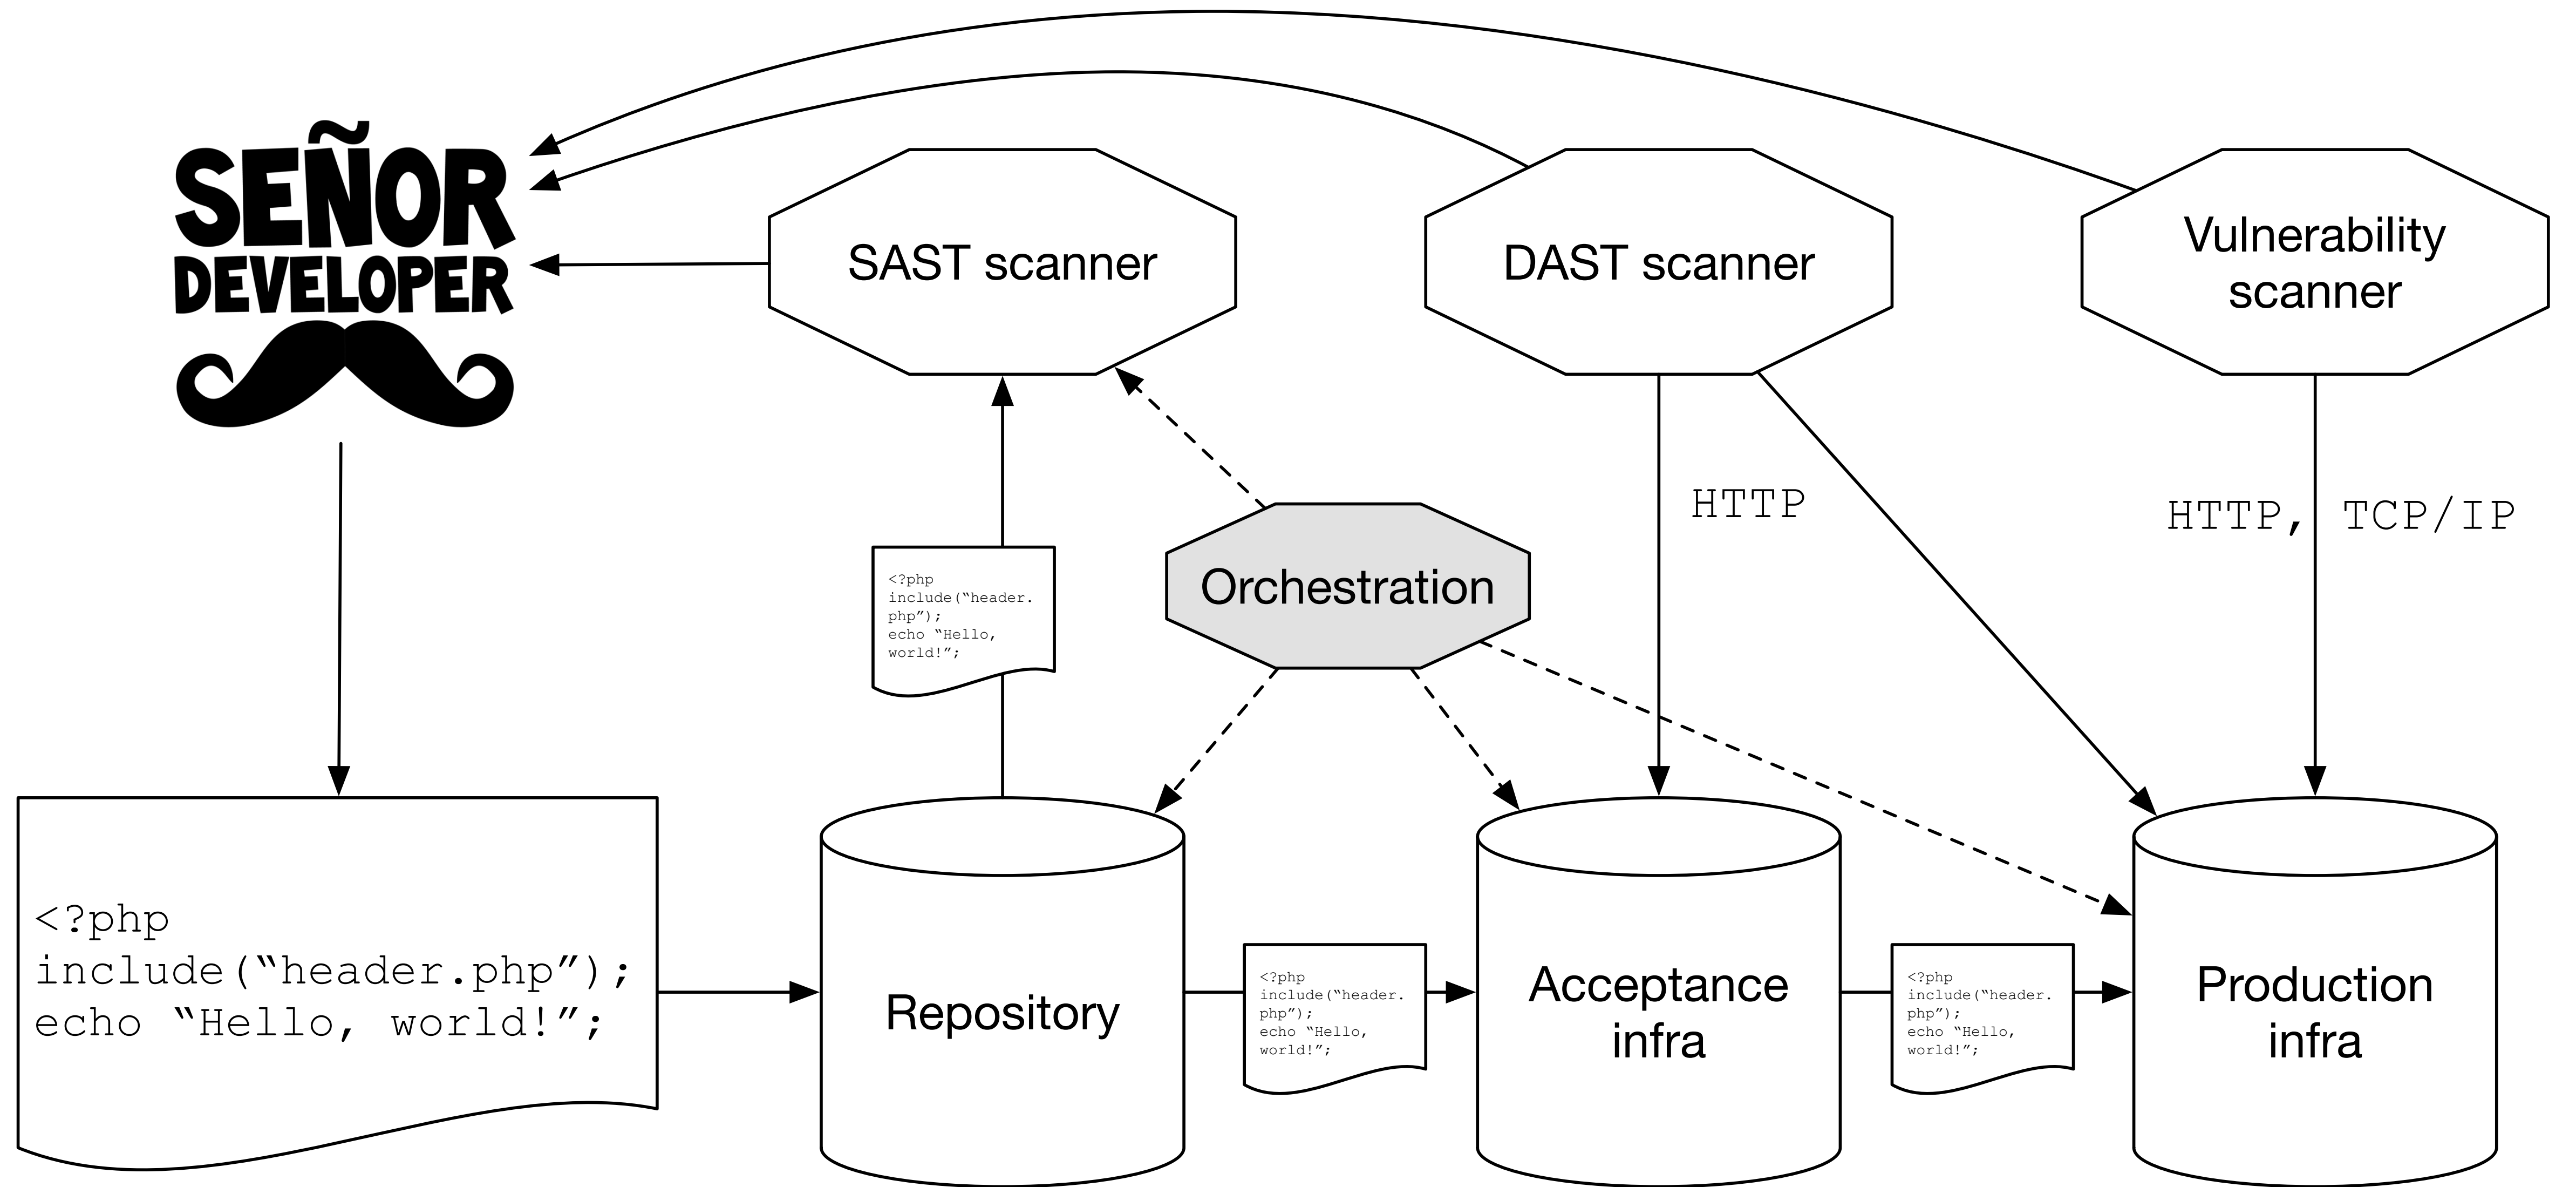 SEÑOR
DEVELOPER
SAST scanner
DAST scanner
Vulnerability
scanner
HTTP
HTTP, TCP/IP
<?php
include(“header.
php”);
echo “Hello,
world!”;
Orchestration
<?php
include(“header.php”);
echo “Hello, world!”;
Repository
<?php
include(“header.
php”);
echo “Hello,
world!”;
Acceptance
infra
<?php
include(“header.
php”);
echo “Hello,
world!”;
Production
infra